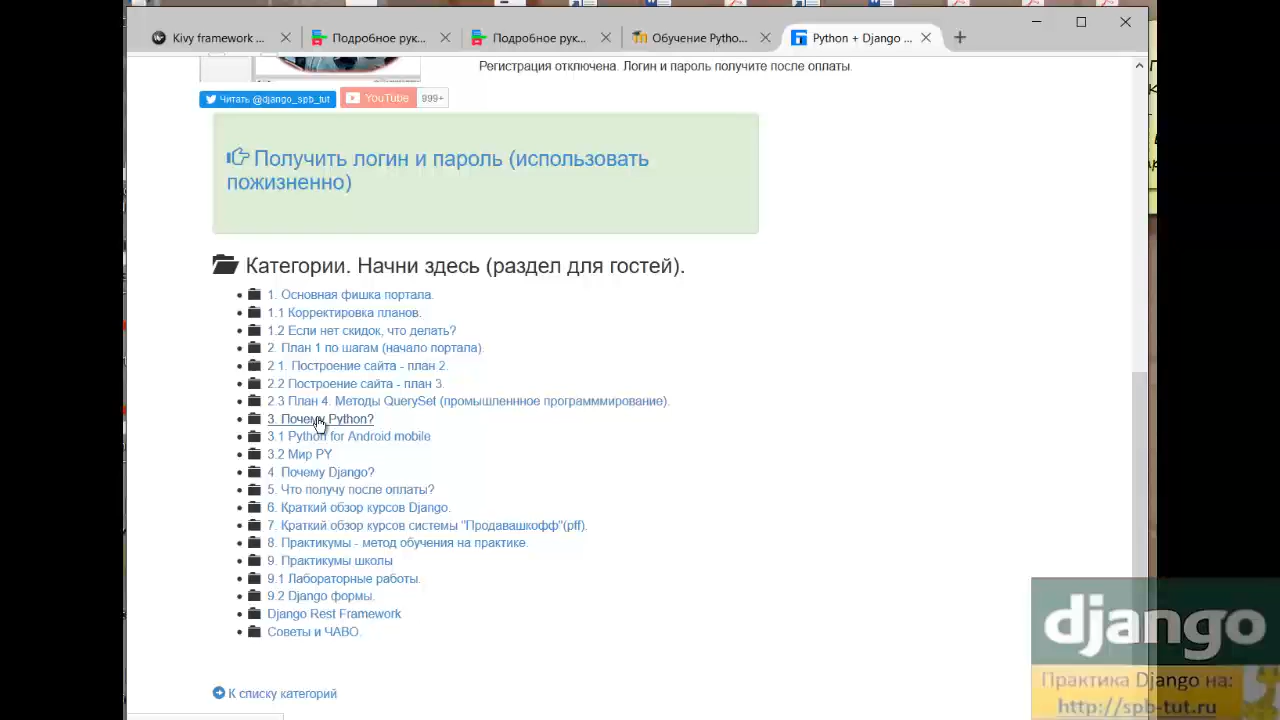 Kivy framework ...
Подробное рук...
Подробное рук...
Обучение Pytho...
Python + Django ...
Регистрация отключена. Логин и пароль получите после оплаты.
Читать @django_spb_tut
YouTube 999+
Получить логин и пароль (использовать
пожизненно)
Категории. Начни здесь (раздел для гостей).
1. Основная фишка портала.
1.1 Корректировка планов.
1.2 Если нет скидок, что делать?
2. План 1 по шагам (начало портала).
2.1. Построение сайта - план 2.
2.2 Построение сайта - план 3.
2.3 План 4. Методы QuerySet (промышленнное программмирование).
3. Почему Python?
3.1 Python for Android mobile
3.2 Мир PY
4 Почему Django?
5. Что получу после оплаты?
6. Краткий обзор курсов Django.
7. Краткий обзор курсов системы "Продавашкофф"(pff).
8. Практикумы - метод обучения на практике.
9. Практикумы школы
9.1 Лабораторные работы.
9.2 Django формы.
Django Rest Framework
Советы и ЧАВО.
К списку категорий
django
Практика Django на:
http://spb-tut.ru